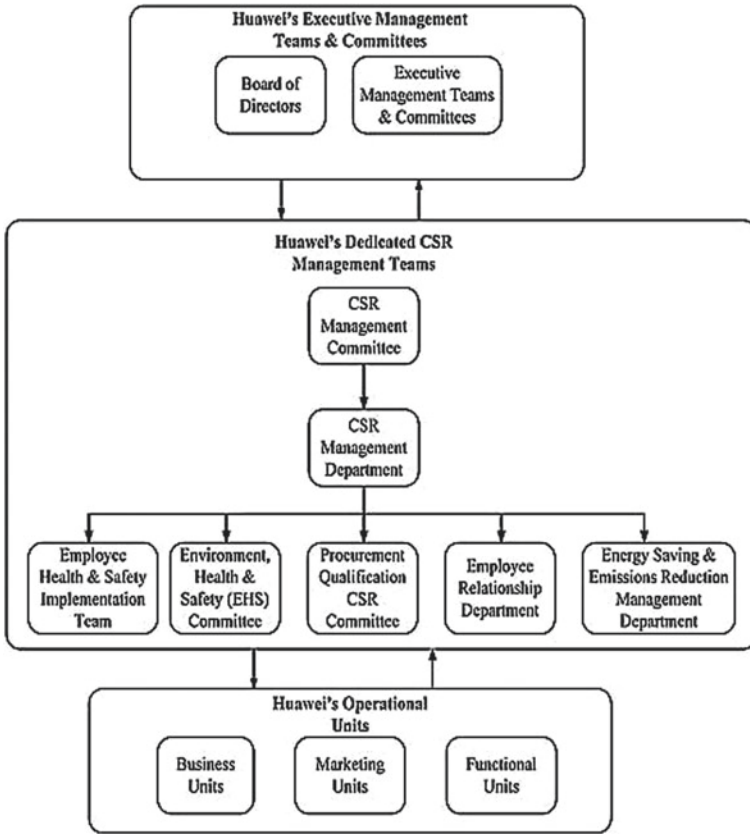 Huawei's Executive Management
Teams & Committees
Board of
Directors
Executive
Management Teams
& Committees
Huawei's Dedicated CSR
Management Teams
CSR
Management
Committee
CSR
Management
Department
Employee
Health & Safety
Implementation
Team
Environment,
Health &
Safety (EHS)
Committee
Procurement
Qualification
CSR
Committee
Employee
Relationship
Department
Energy Saving &
Emissions Reduction
Management
Department
Huawei's Operational
Units
Business
Units
Marketing
Units
Functional
Units